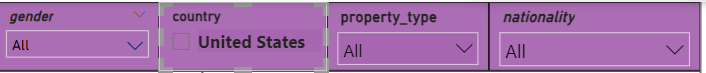 gender country property_type nationality
All United States All All